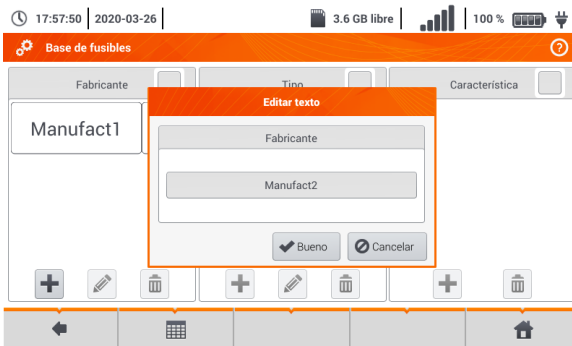 17:57:50 2020-03-26 3.6 GB libre 100 %
Base de fusibles
Fabricante Tipo Característica
Editar texto
Manufact1
Fabricante
Manufact2
Bueno Cancelar